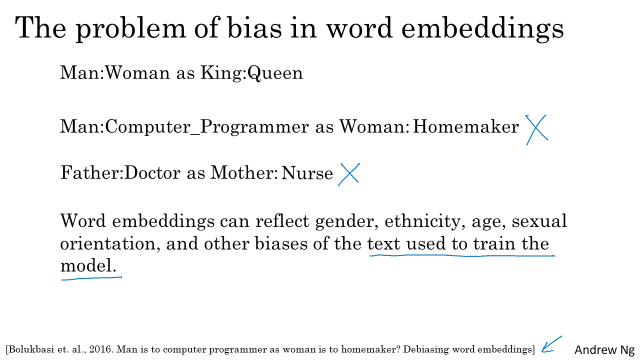 The problem of bias in word embeddings
Man:Woman as King:Queen
Man:Computer_Programmer as Woman:Homemaker
Father:Doctor as Mother:Nurse
Word embeddings can reflect gender, ethnicity, age, sexual
orientation, and other biases of the text used to train the
model.
[Bolukbasi et. al., 2016. Man is to computer programmer as woman is to homemaker? Debiasing word embeddings]
Andrew Ng